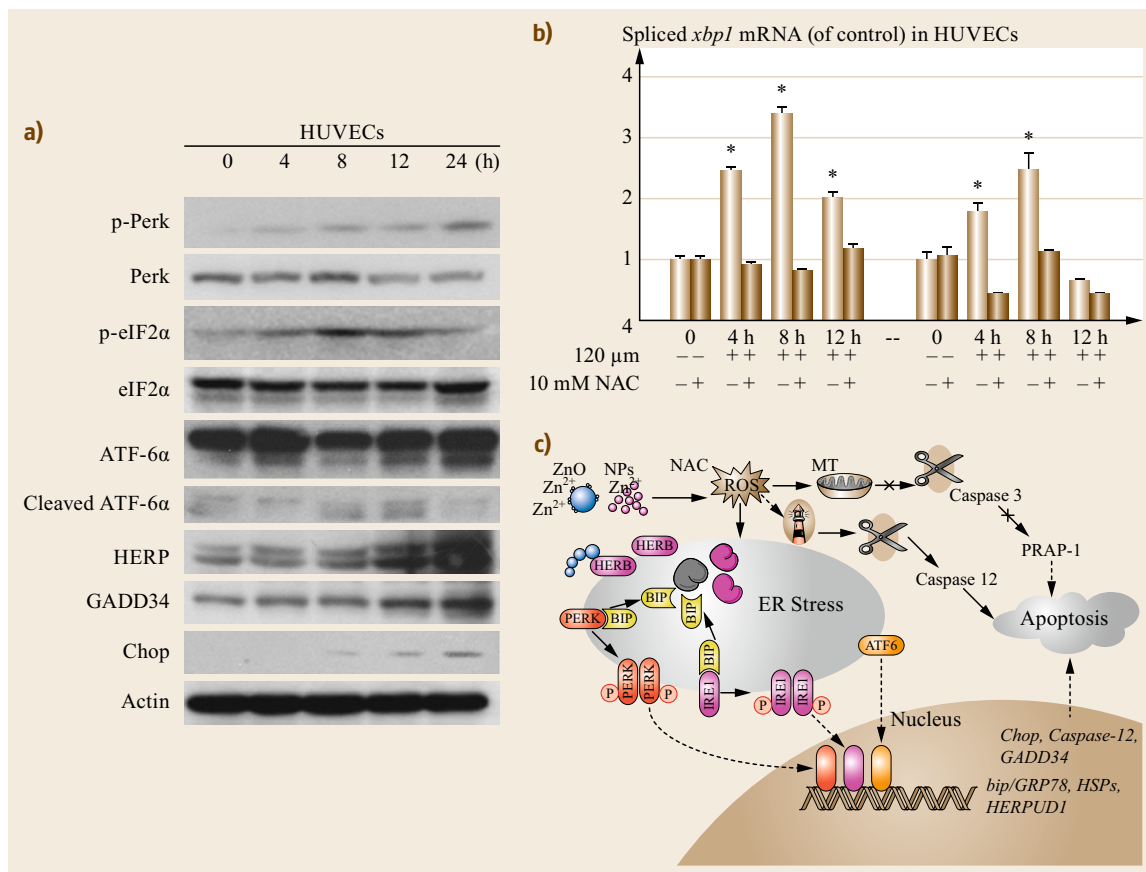 a)
HUVECs
0 4 8 12 24 (h)
p-Perk
Perk
p-eIF2α
eIF2α
ATF-6α
Cleaved ATF-6α
HERP
GADD34
Chop
Actin
b)
Spliced xbp1 mRNA (of control) in HUVECs
4
3
2
1
4
* * * * *
0 4 h 8 h 12 h -- 0 4 h 8 h 12 h
120 µm −− + + + + + + −− + + + + + +
10 mM NAC − + − + − + − + − + − + − + − +
c)
ZnO NPs
Zn2+ Zn2+
Zn2+
NAC
ROS
MT
Caspase 3
PRAP-1
Caspase 12
Apoptosis
HERB
HERB
BIP
BIP
PERK BIP
ER Stress
BIP
IRE1
P PERK PERK P
P IRE1 IRE1 P
ATF6
Nucleus
Chop, Caspase-12,
GADD34
bip/GRP78, HSPs,
HERPUD1